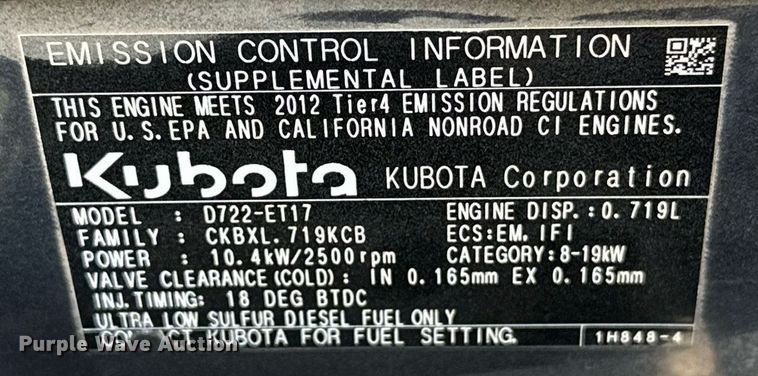 EMISSION CONTROL INFORMATION
(SUPPLEMENTAL LABEL)
THIS ENGINE MEETS 2012 Tier4 EMISSION REGULATIONS
FOR U.S.EPA AND CALIFORNIA NONROAD CI ENGINES.
Kubota KUBOTA Corporation
MODEL : D722-ET17 ENGINE DISP.:0.719L
FAMILY : CKBXL.719KCB ECS:EM, IFI
POWER : 10.4kW/2500rpm CATEGORY:8-19kW
VALVE CLEARANCE(COLD): IN 0.165mm EX 0.165mm
INJ.TIMING: 18 DEG BTDC
ULTRA LOW SULFUR DIESEL FUEL ONLY
KUBOTA FOR FUEL SETTING. 1H848-4
Purple Wave Auction